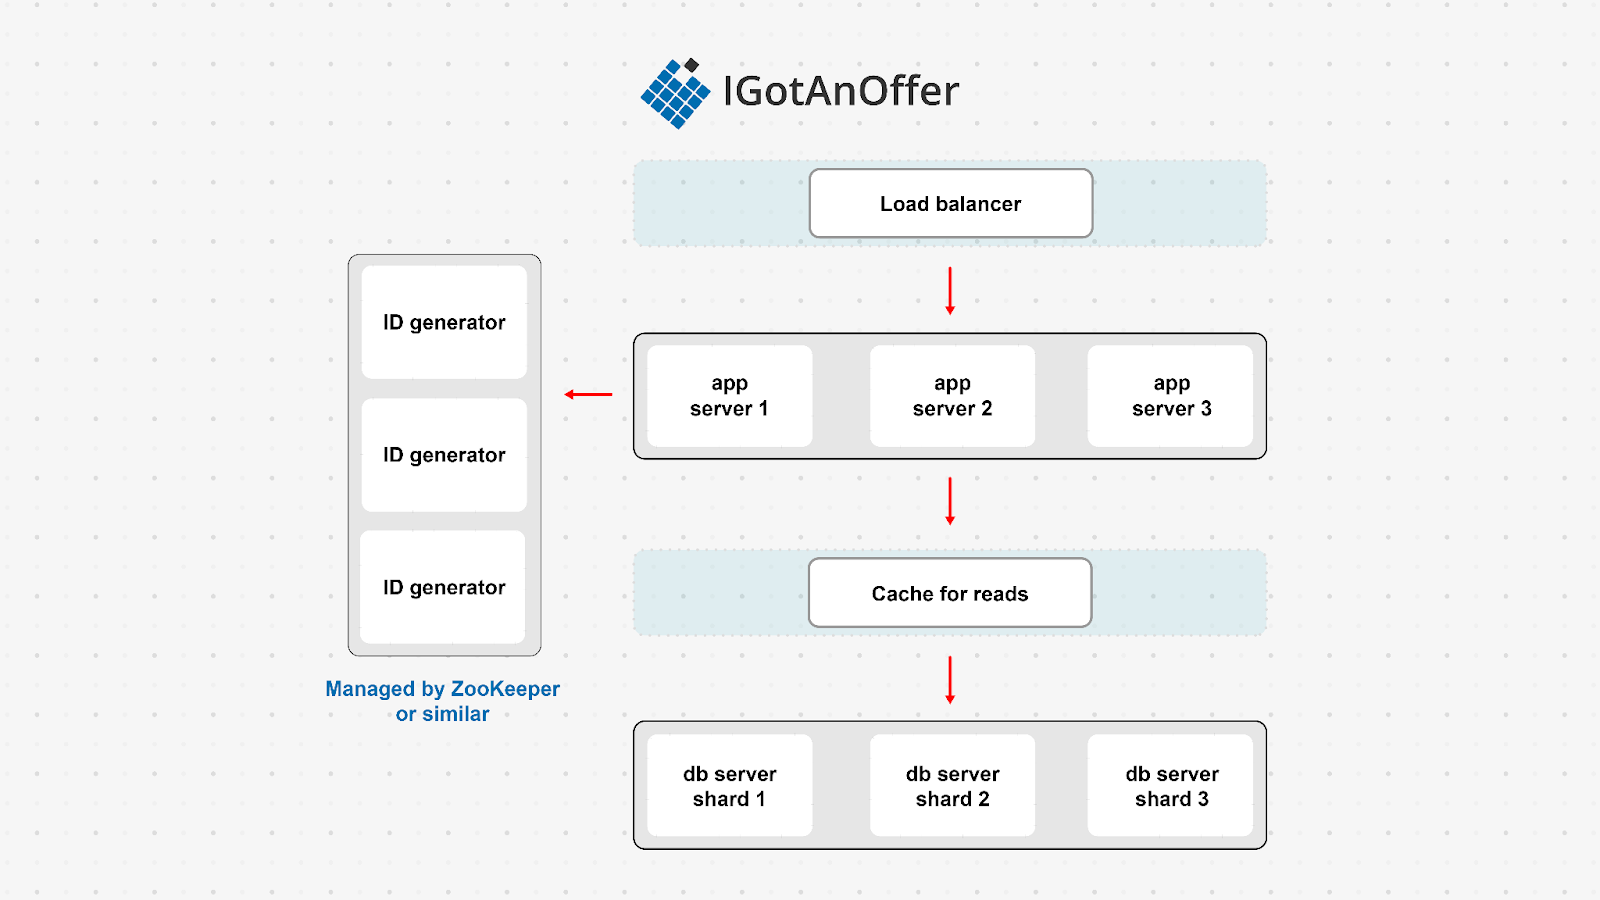 IGotAnOffer
Load balancer
ID generator
ID generator
ID generator
Managed by ZooKeeper
or similar
app
server 1
app
server 2
app
server 3
Cache for reads
db server
shard 1
db server
shard 2
db server
shard 3